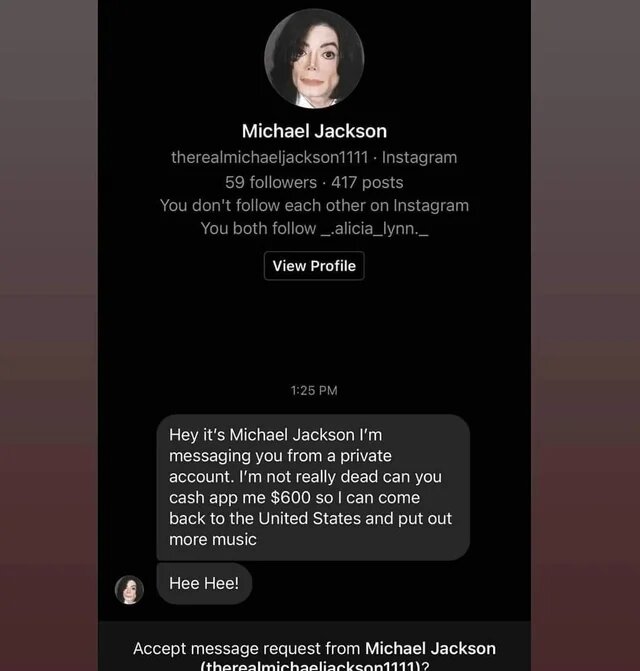 Michael Jackson
therealmichaeljackson1111 · Instagram
59 followers · 417 posts
You don't follow each other on Instagram
You both follow _.alicia_lynn._
View Profile
1:25 PM
Hey it's Michael Jackson I'm
messaging you from a private
account. I'm not really dead can you
cash app me $600 so I can come
back to the United States and put out
more music
Hee Hee!
Accept message request from Michael Jackson
(therealmichaeljackson1111)?